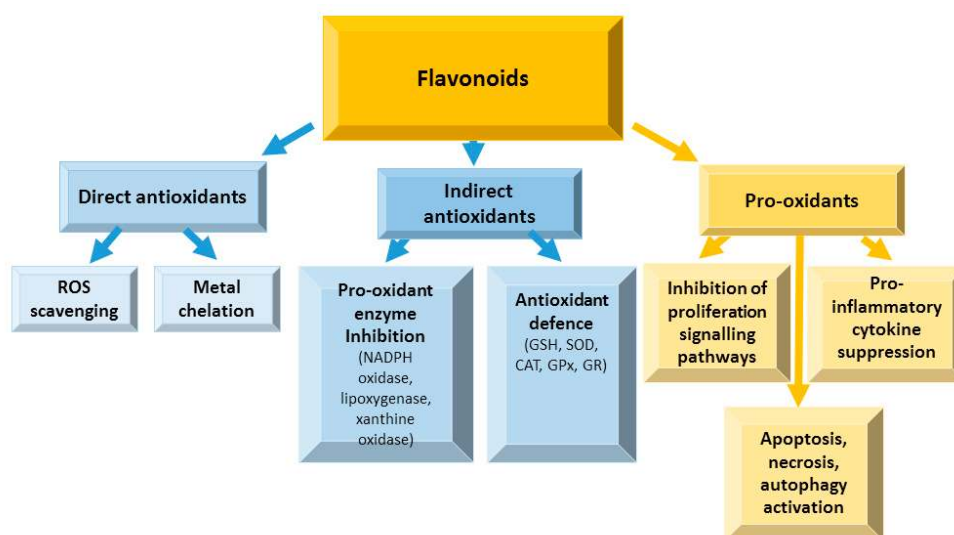 Flavonoids
Direct antioxidants
Indirect
antioxidants
Pro-oxidants
ROS
scavenging
Metal
chelation
Pro-oxidant
enzyme
Inhibition
(NADPH
oxidase,
lipoxygenase,
xanthine
oxidase)
Antioxidant
defence
(GSH, SOD,
CAT, GPx, GR)
Inhibition of
proliferation
signalling
pathways
Pro-
inflammatory
cytokine
suppression
Apoptosis,
necrosis,
autophagy
activation